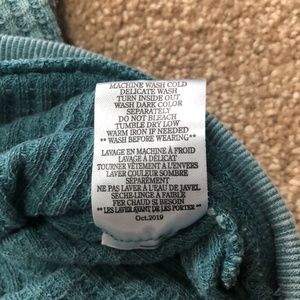 MACHINE WASH COLD
DELICATE WASH
TURN INSIDE OUT
WASH DARK COLOR
SEPARATELY
DO NOT BLEACH
TUMBLE DRY LOW
WARM IRON IF NEEDED
** WASH BEFORE WEARING**
LAVAGE EN MACHINE À FROID
LAVAGE À DÉLICAT
TOURNER VÊTEMENT À L'ENVERS
LAVER COULEUR SOMBRE
SÉPARÉMENT
NE PAS LAVER À L'EAU DE JAVEL
SÈCHE-LINGE À FAIBLE
FER CHAUD SI BESOIN
** LES LAVER AVANT DE LES PORTER **
Oct.2019